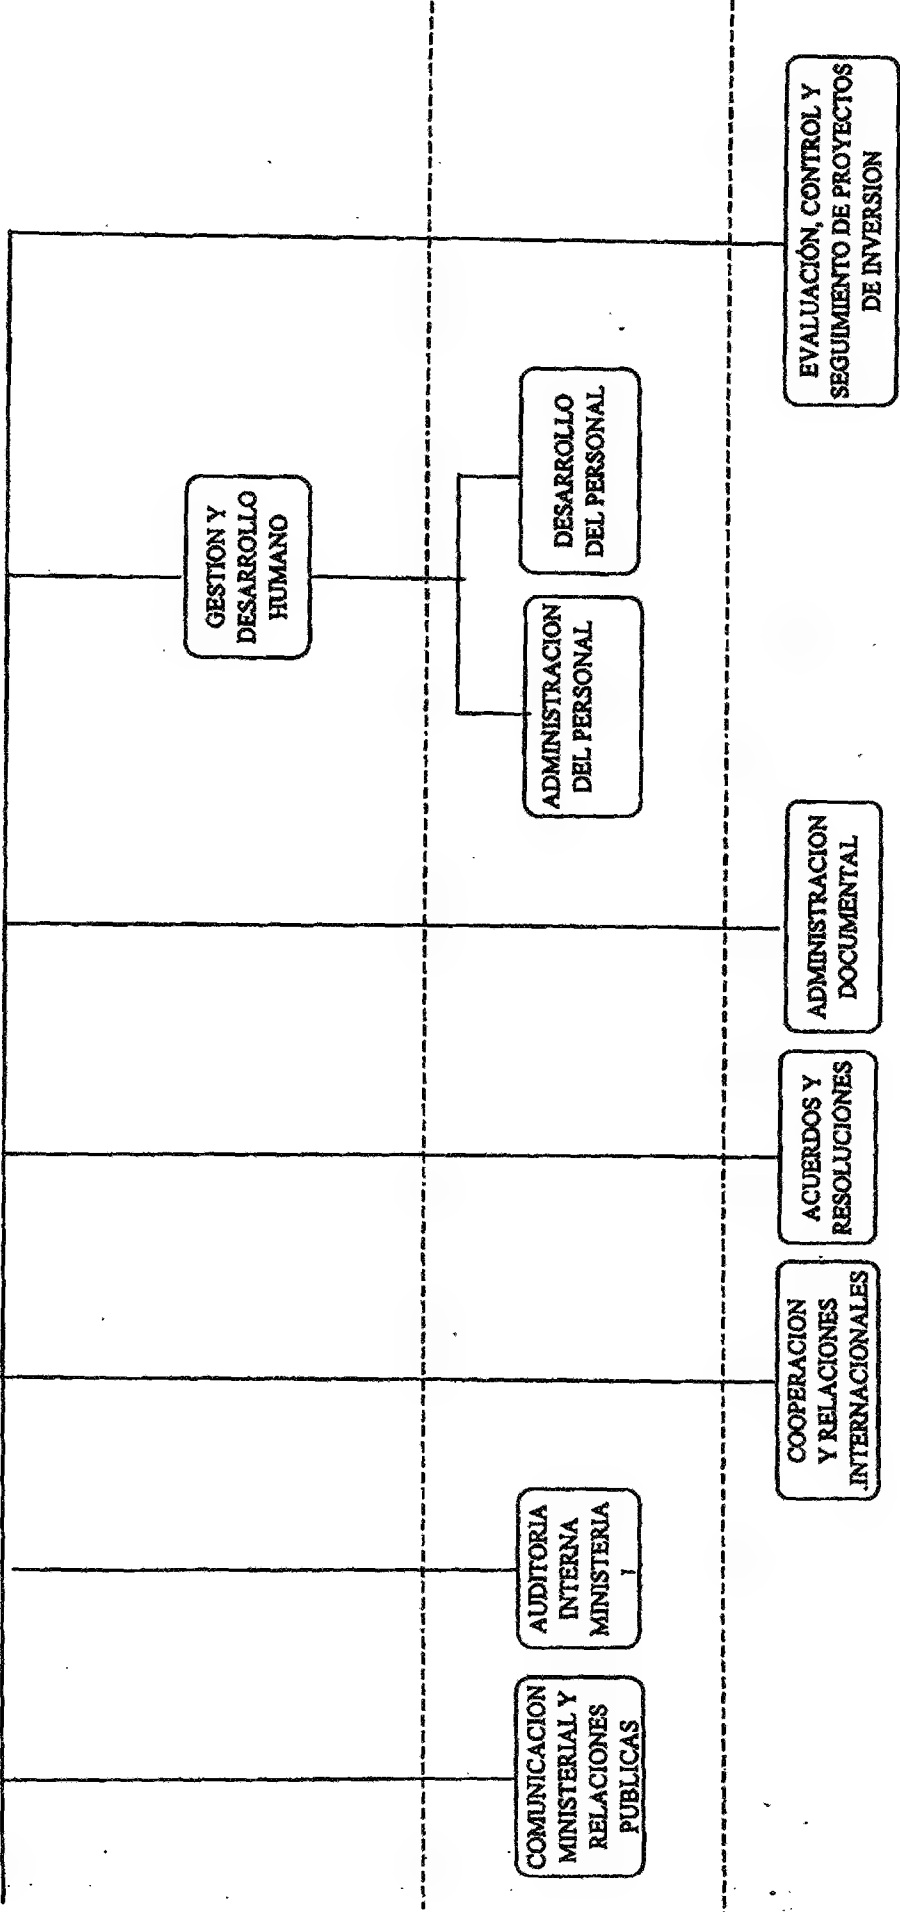 GESTION Y
DESARROLLO
HUMANO
COMUNICACION
MINISTERIAL Y
RELACIONES
PUBLICAS
AUDITORIA
INTERNA
MINISTERIA
ADMINISTRACION
DEL PERSONAL
DESARROLLO
DEL PERSONAL
COOPERACION
Y RELACIONES
INTERNACIONALES
ACUERDOS Y
RESOLUCIONES
ADMINISTRACION
DOCUMENTAL
EVALUACIÓN, CONTROL Y
SEGUIMIENTO DE PROYECTOS
DE INVERSION